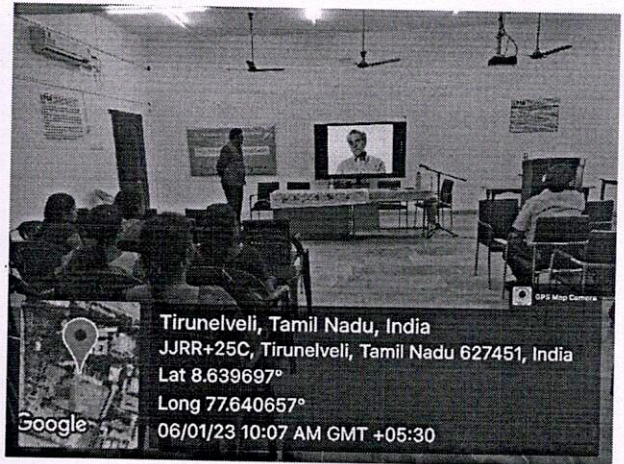 GPS Map Camera
Tirunelveli, Tamil Nadu, India
JJRR+25C, Tirunelveli, Tamil Nadu 627451, India
Lat 8.639697°
Long 77.640657°
06/01/23 10:07 AM GMT +05:30
Google